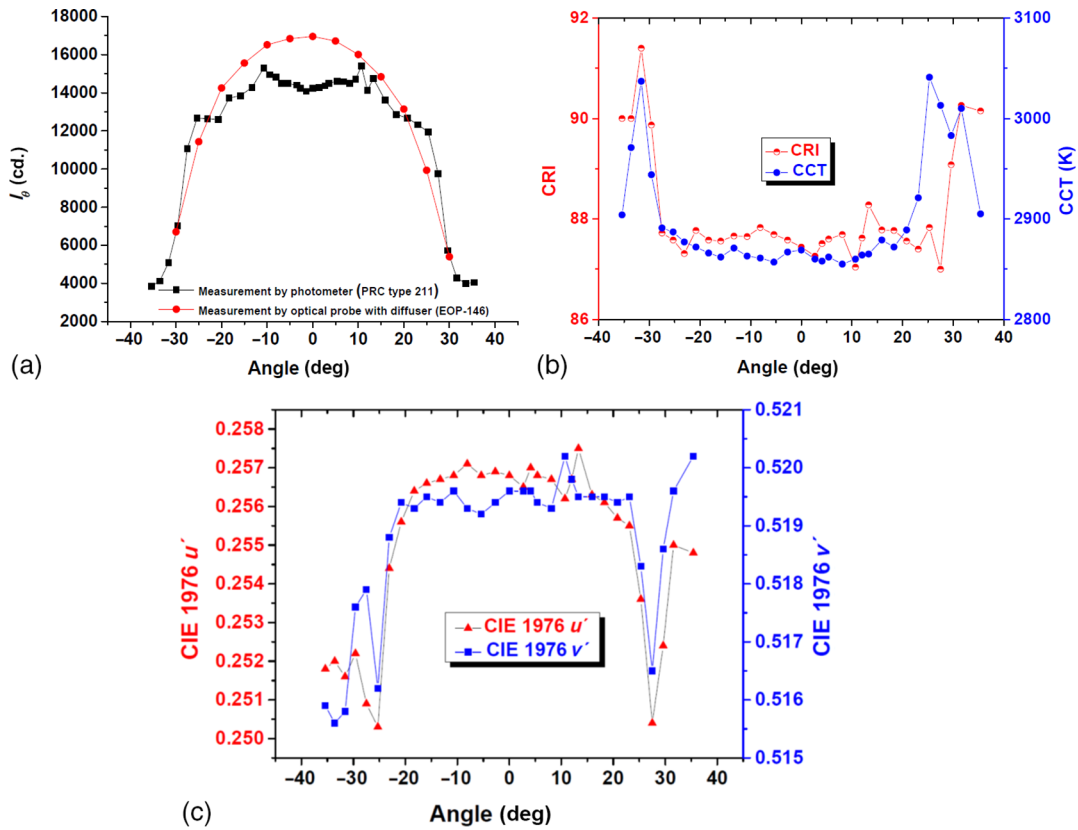 18000
16000
14000
12000
10000
8000
6000
4000
2000
Iθ (cd.)
Measurement by photometer (PRC type 211)
Measurement by optical probe with diffuser (EOP-146)
−40 −30 −20 −10 0 10 20 30 40
Angle (deg)
(a)
92
90
88
86
CRI
CRI
CCT
3100
3000
2900
2800
CCT (K)
−40 −30 −20 −10 0 10 20 30 40
Angle (deg)
(b)
0.258
0.257
0.256
0.255
0.254
0.253
0.252
0.251
0.250
CIE 1976 u´
CIE 1976 u´
CIE 1976 v´
0.521
0.520
0.519
0.518
0.517
0.516
0.515
CIE 1976 v´
−40 −30 −20 −10 0 10 20 30 40
Angle (deg)
(c)